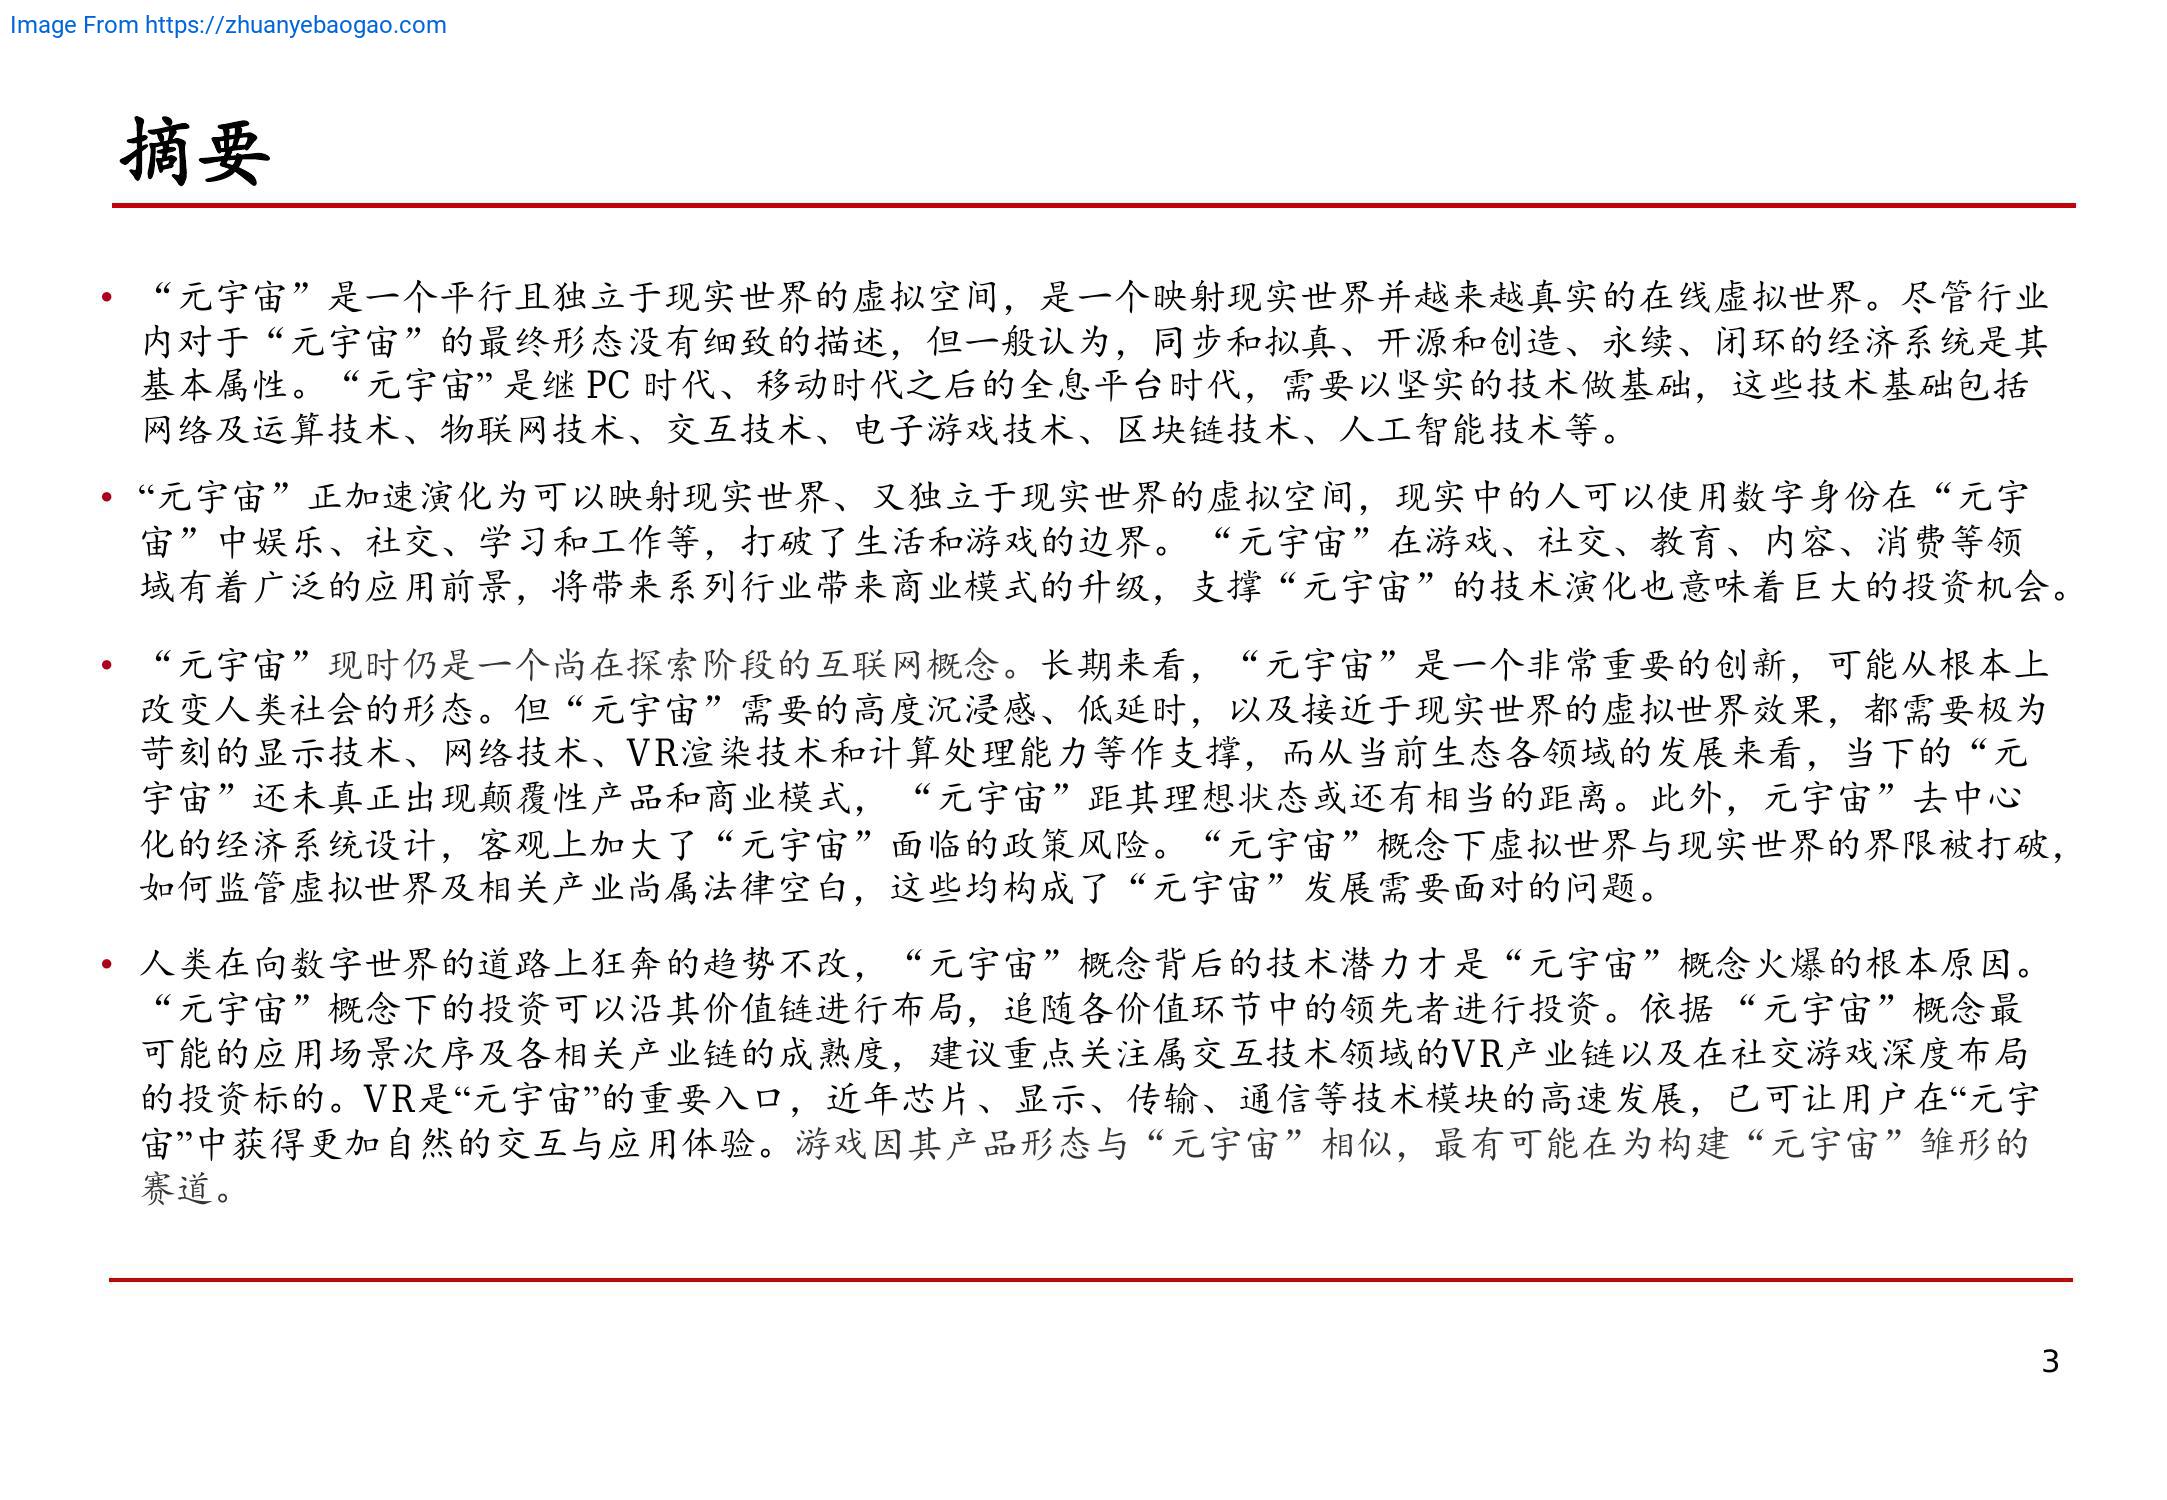 Image From https://zhuanyebaogao.com
摘要
• “元宇宙”是一个平行且独立于现实世界的虚拟空间，是一个映射现实世界并越来越真实的在线虚拟世界。尽管行业
内对于“元宇宙”的最终形态没有细致的描述，但一般认为，同步和拟真、开源和创造、永续、闭环的经济系统是其
基本属性。“元宇宙” 是继 PC 时代、移动时代之后的全息平台时代，需要以坚实的技术做基础，这些技术基础包括
网络及运算技术、物联网技术、交互技术、电子游戏技术、区块链技术、人工智能技术等。
• “元宇宙”正加速演化为可以映射现实世界、又独立于现实世界的虚拟空间，现实中的人可以使用数字身份在“元宇
宙”中娱乐、社交、学习和工作等，打破了生活和游戏的边界。 “元宇宙”在游戏、社交、教育、内容、消费等领
域有着广泛的应用前景，将带来系列行业带来商业模式的升级，支撑“元宇宙”的技术演化也意味着巨大的投资机会。
• “元宇宙”现时仍是一个尚在探索阶段的互联网概念。长期来看，“元宇宙”是一个非常重要的创新，可能从根本上
改变人类社会的形态。但“元宇宙”需要的高度沉浸感、低延时，以及接近于现实世界的虚拟世界效果，都需要极为
苛刻的显示技术、网络技术、VR渲染技术和计算处理能力等作支撑，而从当前生态各领域的发展来看，当下的“元
宇宙”还未真正出现颠覆性产品和商业模式， “元宇宙”距其理想状态或还有相当的距离。此外，元宇宙”去中心
化的经济系统设计，客观上加大了“元宇宙”面临的政策风险。“元宇宙”概念下虚拟世界与现实世界的界限被打破，
如何监管虚拟世界及相关产业尚属法律空白，这些均构成了“元宇宙”发展需要面对的问题。
• 人类在向数字世界的道路上狂奔的趋势不改，“元宇宙”概念背后的技术潜力才是“元宇宙”概念火爆的根本原因。
“元宇宙”概念下的投资可以沿其价值链进行布局，追随各价值环节中的领先者进行投资。依据 “元宇宙”概念最
可能的应用场景次序及各相关产业链的成熟度，建议重点关注属交互技术领域的VR产业链以及在社交游戏深度布局
的投资标的。VR是“元宇宙”的重要入口，近年芯片、显示、传输、通信等技术模块的高速发展，已可让用户在“元宇
宙”中获得更加自然的交互与应用体验。游戏因其产品形态与“元宇宙”相似，最有可能在为构建“元宇宙”雏形的
赛道。
3